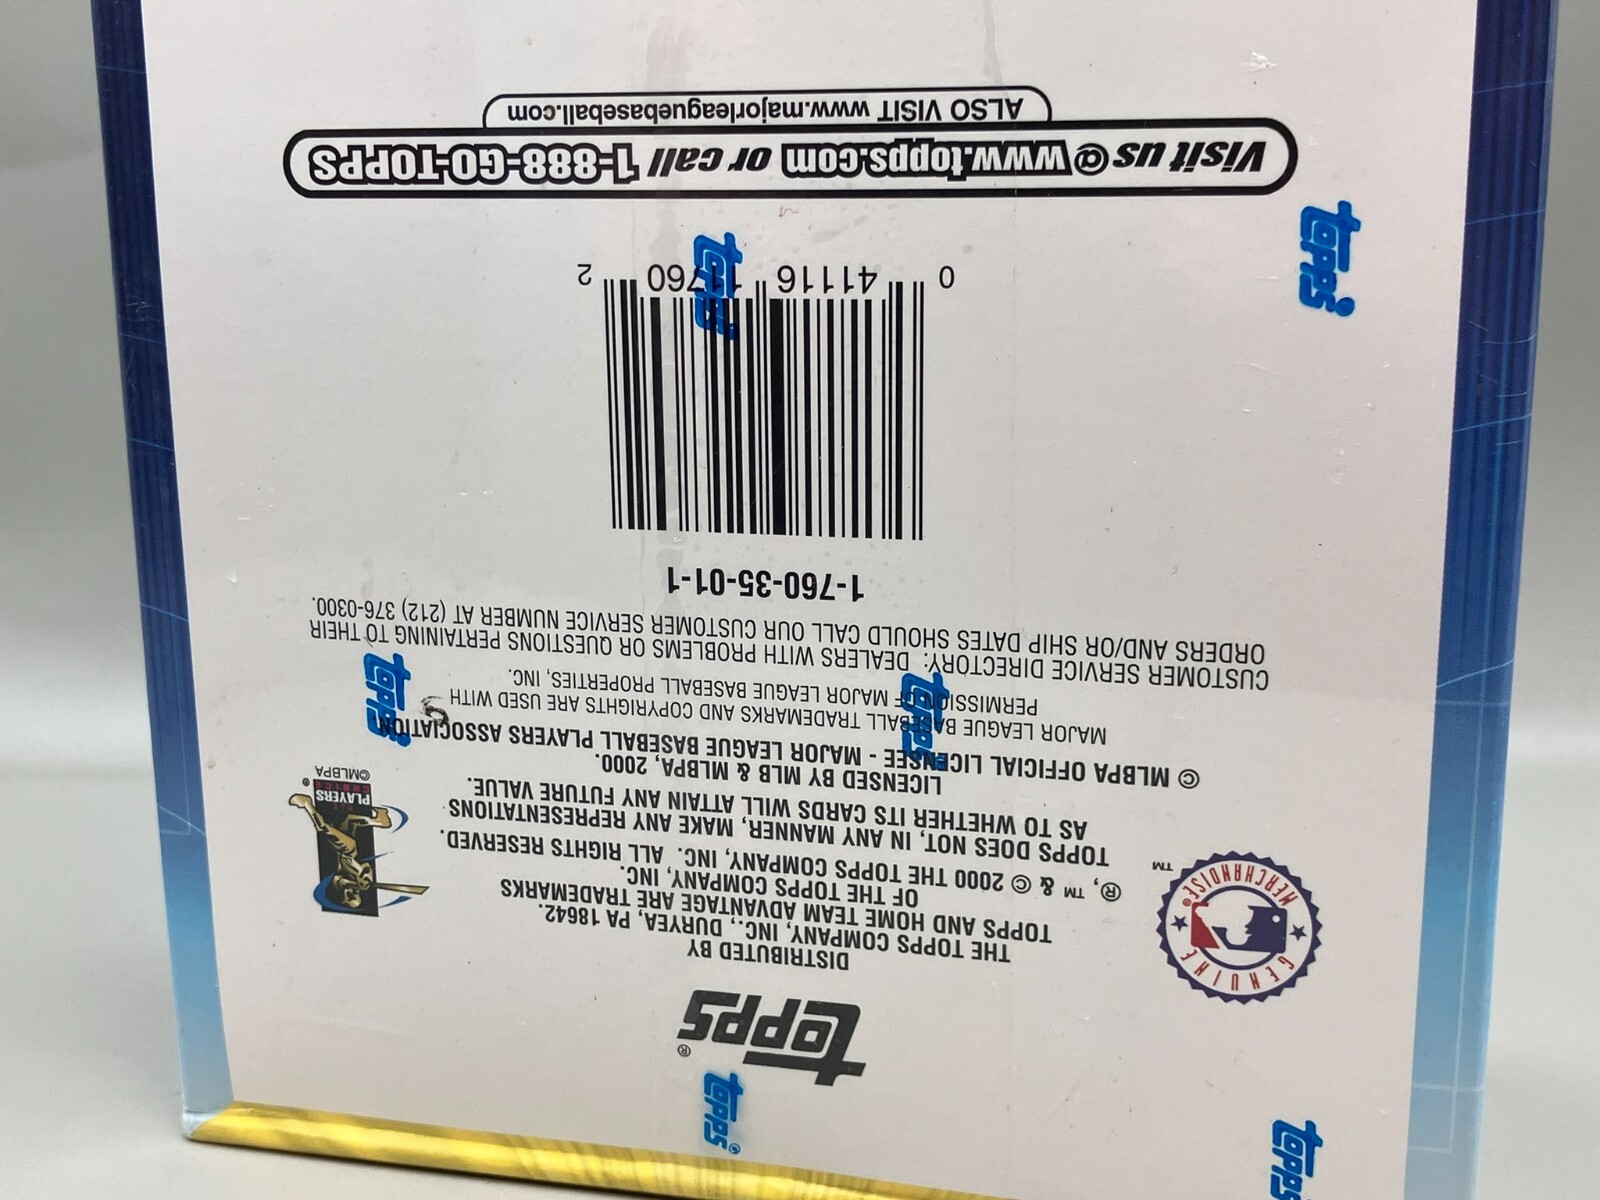 topps®
DISTRIBUTED BY
THE TOPPS COMPANY, INC., DURYEA, PA 18642.
TOPPS AND HOME TEAM ADVANTAGE ARE TRADEMARKS
OF THE TOPPS COMPANY, INC.
®, ™ & © 2000 THE TOPPS COMPANY, INC. ALL RIGHTS RESERVED.
TOPPS DOES NOT, IN ANY MANNER, MAKE ANY REPRESENTATIONS
AS TO WHETHER ITS CARDS WILL ATTAIN ANY FUTURE VALUE.
LICENSED BY MLB & MLBPA, 2000.
© MLBPA OFFICIAL LICENSEE - MAJOR LEAGUE BASEBALL PLAYERS ASSOCIATION
MAJOR LEAGUE BASEBALL TRADEMARKS AND COPYRIGHTS ARE USED WITH
PERMISSION OF MAJOR LEAGUE BASEBALL PROPERTIES, INC.
GENUINE
MERCHANDISE®
™
PLAYERS
CHOICE
©MLBPA
CUSTOMER SERVICE DIRECTORY: DEALERS WITH PROBLEMS OR QUESTIONS PERTAINING TO THEIR
ORDERS AND/OR SHIP DATES SHOULD CALL OUR CUSTOMER SERVICE NUMBER AT (212) 376-0300.
1-760-35-01-1
0 41116 11760 2
Visit us @ www.topps.com or call 1-888-GO-TOPPS
ALSO VISIT www.majorleaguebaseball.com
topps
topps
topps
topps
topps
topps